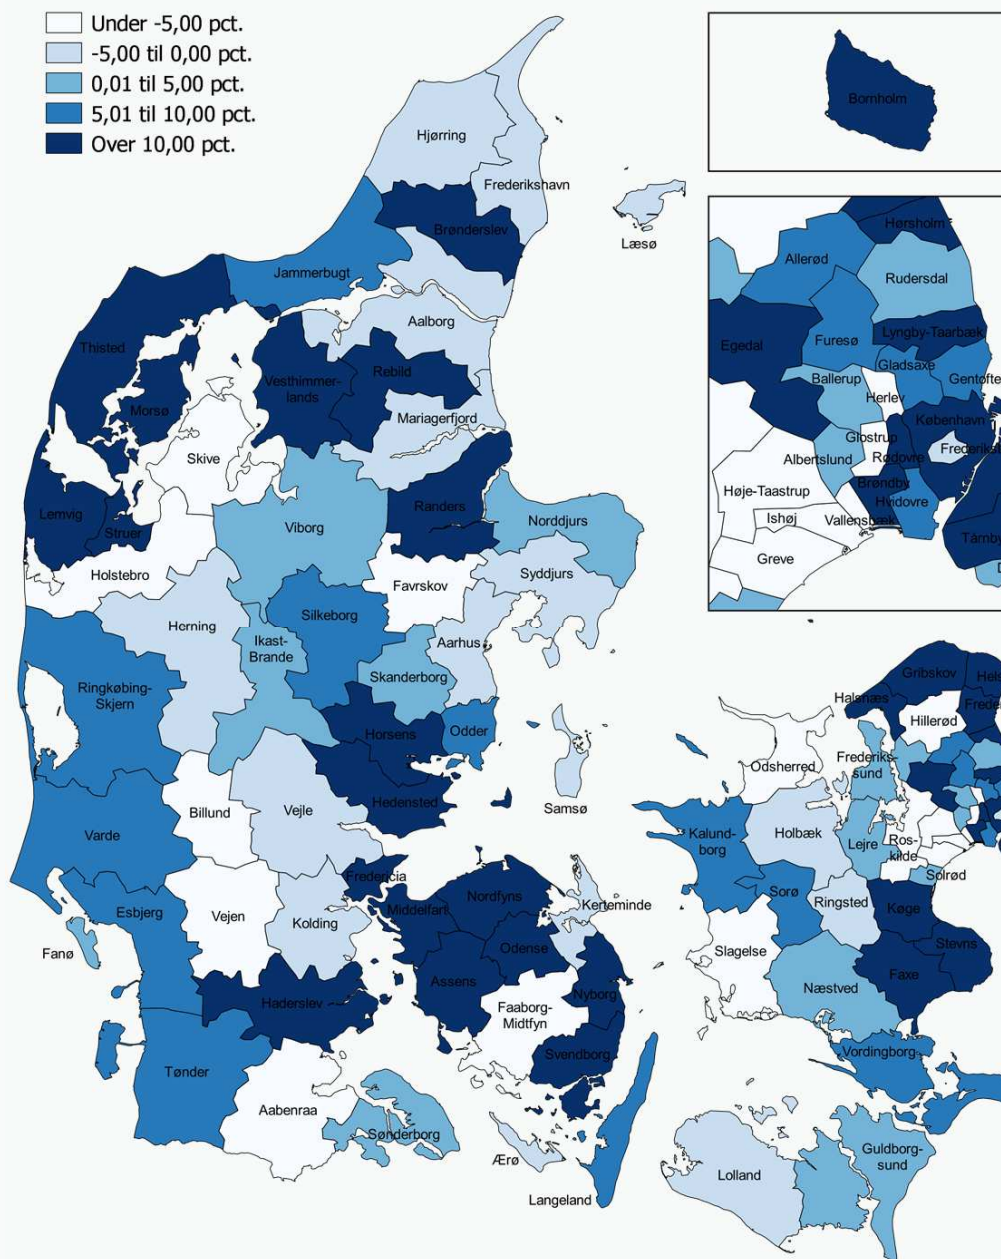 Under -5,00 pct.
-5,00 til 0,00 pct.
0,01 til 5,00 pct.
5,01 til 10,00 pct.
Over 10,00 pct.
Bornholm
Hjørring
Frederikshavn
Læsø
Brønderslev
Jammerbugt
Aalborg
Thisted
Vesthimmer-
lands
Rebild
Morsø
Mariagerfjord
Skive
Lemvig
Struer
Viborg
Randers
Norddjurs
Holstebro
Favrskov
Syddjurs
Herning
Silkeborg
Ikast-
Brande
Aarhus
Skanderborg
Ringkøbing-
Skjern
Horsens
Odder
Samsø
Hedensted
Billund
Vejle
Varde
Fredericia
Nordfyns
Kerteminde
Middelfart
Esbjerg
Vejen
Kolding
Odense
Fanø
Assens
Nyborg
Haderslev
Faaborg-
Midtfyn
Svendborg
Tønder
Aabenraa
Sønderborg
Ærø
Langeland
Hørsholm
Allerød
Rudersdal
Egedal
Furesø
Lyngby-Taarbæk
Gladsaxe
Gentofte
Ballerup
Herlev
København
Glostrup
Frederiks
Albertslund
Rødovre
Brøndby
Høje-Taastrup
Hvidovre
Ishøj
Vallensbæk
Greve
Tårnby
D
Gribskov
Hels
Halsnæs
Frede
Hillerød
Odsherred
Frederiks-
sund
Kalund-
borg
Holbæk
Lejre
Ros-
kilde
Solrød
Sorø
Ringsted
Køge
Slagelse
Stevns
Faxe
Næstved
Vordingborg
Guldborg-
sund
Lolland